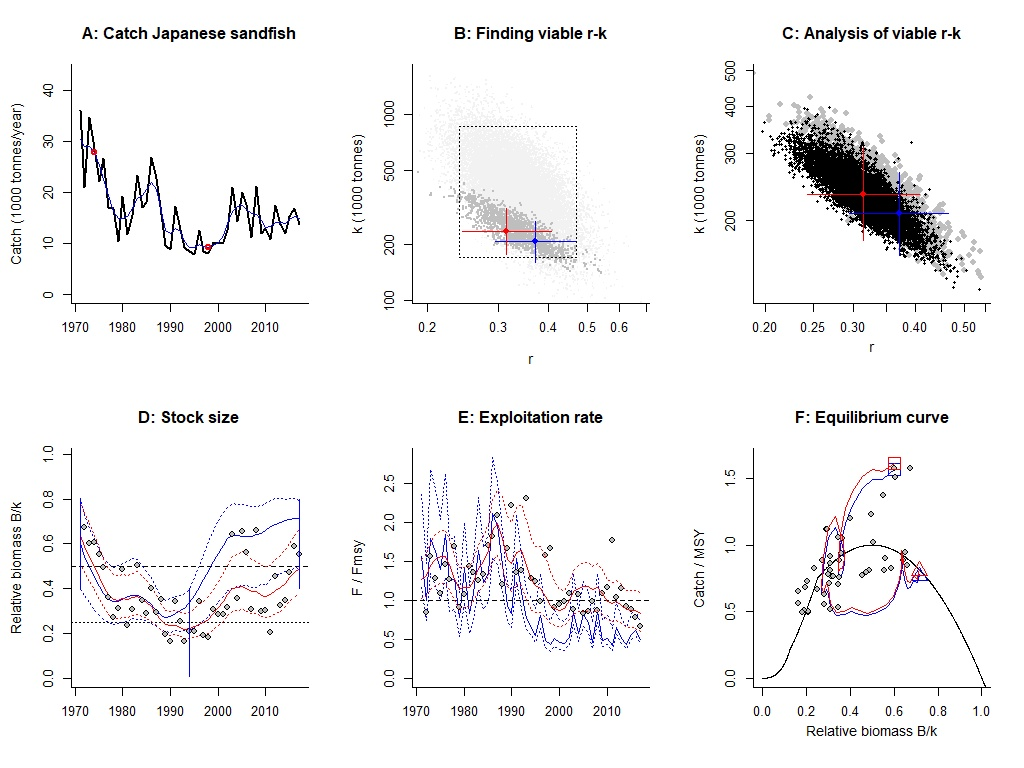 A: Catch Japanese sandfish
Catch (1000 tonnes/year)
40
30
20
10
0
1970 1980 1990 2000 2010
B: Finding viable r-k
k (1000 tonnes)
1000
500
200
100
0.2 0.3 0.4 0.5 0.6
r
C: Analysis of viable r-k
k (1000 tonnes)
500
400
300
200
0.20 0.25 0.30 0.40 0.50
r
D: Stock size
Relative biomass B/k
1.0
0.8
0.6
0.4
0.2
0.0
1970 1980 1990 2000 2010
E: Exploitation rate
F / Fmsy
2.5
2.0
1.5
1.0
0.5
0.0
1970 1980 1990 2000 2010
F: Equilibrium curve
Catch / MSY
1.5
1.0
0.5
0.0
0.0 0.2 0.4 0.6 0.8 1.0
Relative biomass B/k